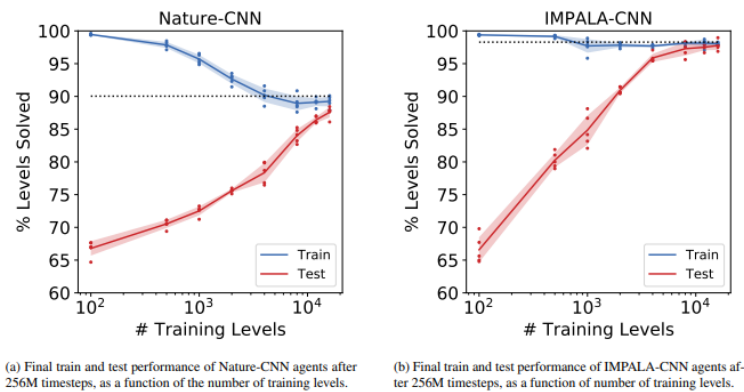 Nature-CNN
100
95
90
85
80
75
70
65
60
% Levels Solved
10² 10³ 10⁴
# Training Levels
Train
Test
(a) Final train and test performance of Nature-CNN agents after
256M timesteps, as a function of the number of training levels.
IMPALA-CNN
100
95
90
85
80
75
70
65
60
% Levels Solved
10² 10³ 10⁴
# Training Levels
Train
Test
(b) Final train and test performance of IMPALA-CNN agents af-
ter 256M timesteps, as a function of number of training levels.